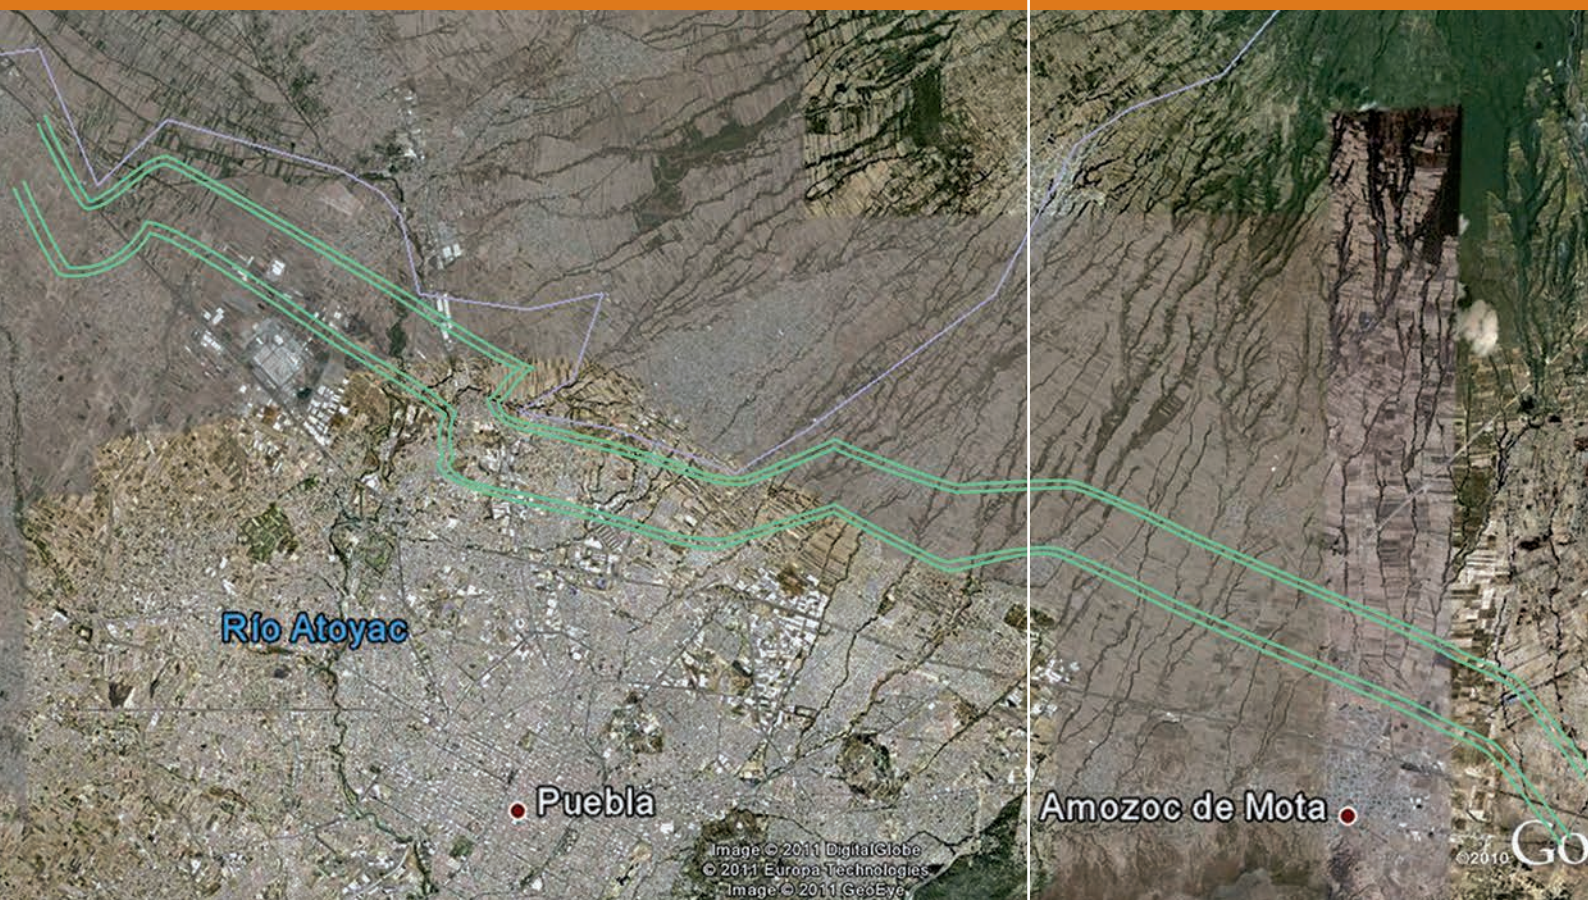 Río Atoyac
Puebla
Amozoc de Mota
Image © 2011 DigitalGlobe
© 2011 Europa Technologies
Image © 2011 GeoEye
©2010
Go